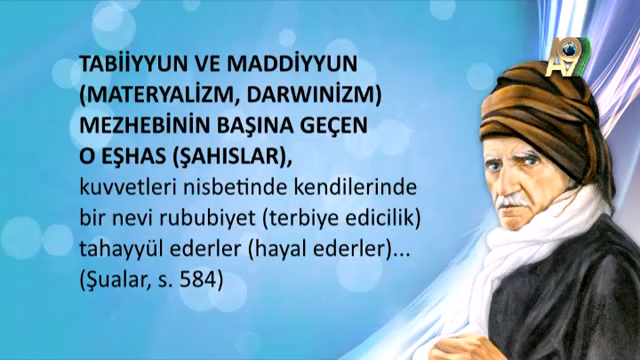 A9
TABİİYYUN VE MADDİYYUN
(MATERYALİZM, DARWINİZM)
MEZHEBİNİN BAŞINA GEÇEN
O EŞHAS (ŞAHISLAR),
kuvvetleri nisbetinde kendilerinde
bir nevi rububiyet (terbiye edicilik)
tahayyül ederler (hayal ederler)...
(Şualar, s. 584)